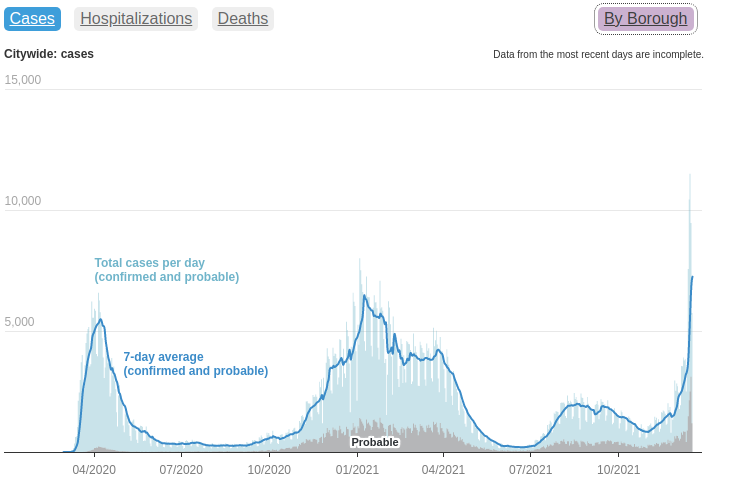 Cases Hospitalizations Deaths By Borough
Citywide: cases Data from the most recent days are incomplete.
15,000
10,000
Total cases per day
(confirmed and probable)
5,000
7-day average
(confirmed and probable)
Probable
04/2020 07/2020 10/2020 01/2021 04/2021 07/2021 10/2021